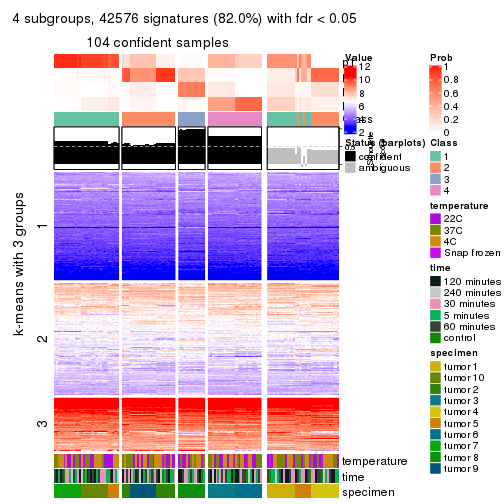 4 subgroups, 42576 signatures (82.0%) with fdr < 0.05
104 confident samples
k-means with 3 groups
1
2
3
Value
12
10
8
6
4
2
Class
Status (barplots)
confident
ambiguous
Prob
1
0.8
0.6
0.4
0.2
0
Class
1
2
3
4
temperature
22C
37C
4C
Snap frozen
time
120 minutes
240 minutes
30 minutes
5 minutes
60 minutes
control
specimen
tumor 1
tumor 10
tumor 2
tumor 3
tumor 4
tumor 5
tumor 6
tumor 7
tumor 8
tumor 9
temperature
time
specimen